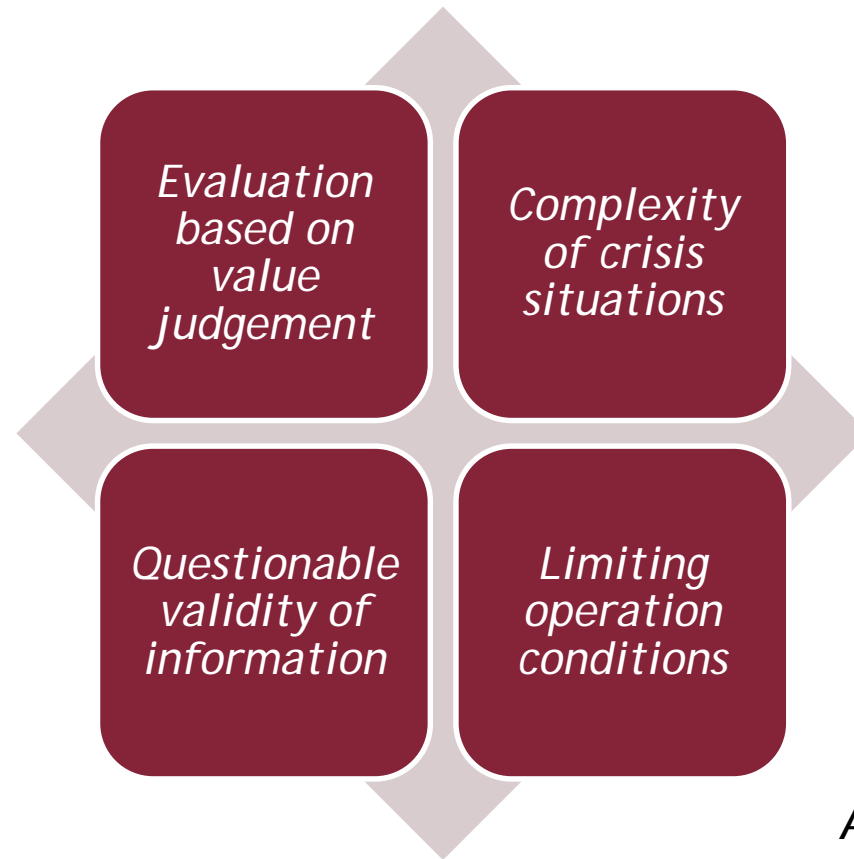 Evaluation
based on
value
judgement
Complexity
of crisis
situations
Questionable
validity of
information
Limiting
operation
conditions
A